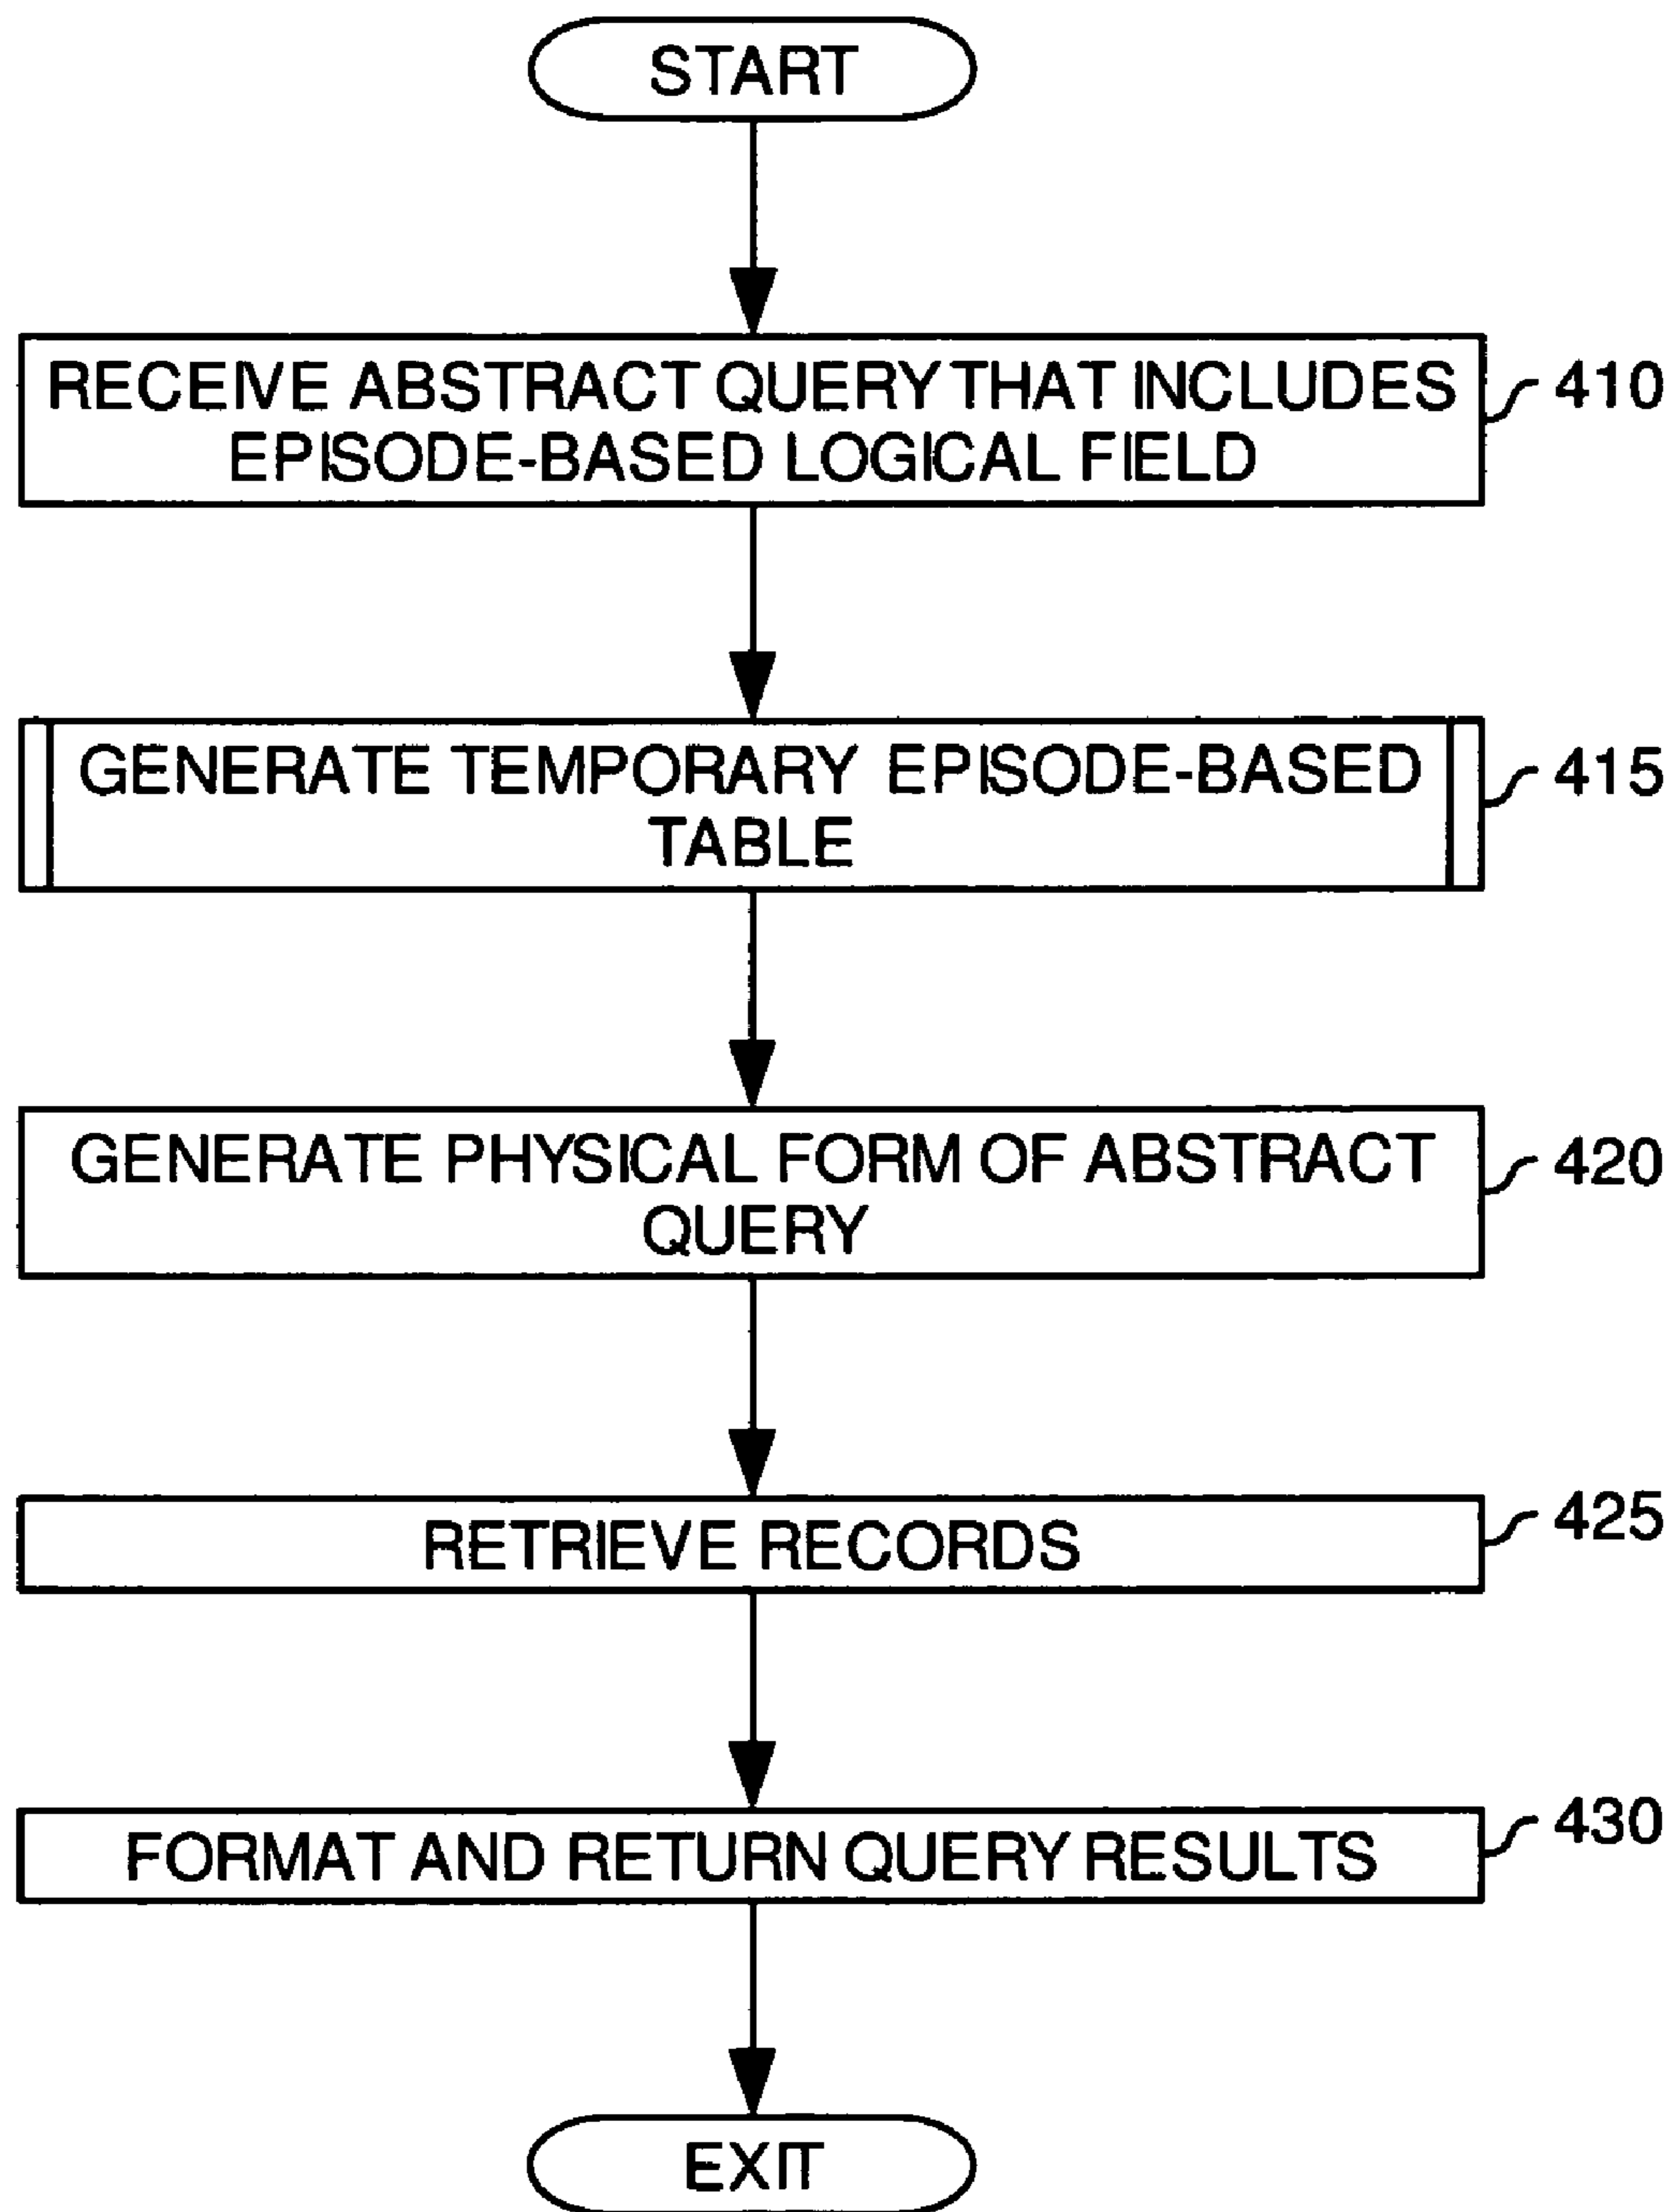 START
RECEIVE ABSTRACT QUERY THAT INCLUDES
EPISODE-BASED LOGICAL FIELD
410
GENERATE TEMPORARY EPISODE-BASED
TABLE
415
GENERATE PHYSICAL FORM OF ABSTRACT
QUERY
420
RETRIEVE RECORDS
425
FORMAT AND RETURN QUERY RESULTS
430
EXIT